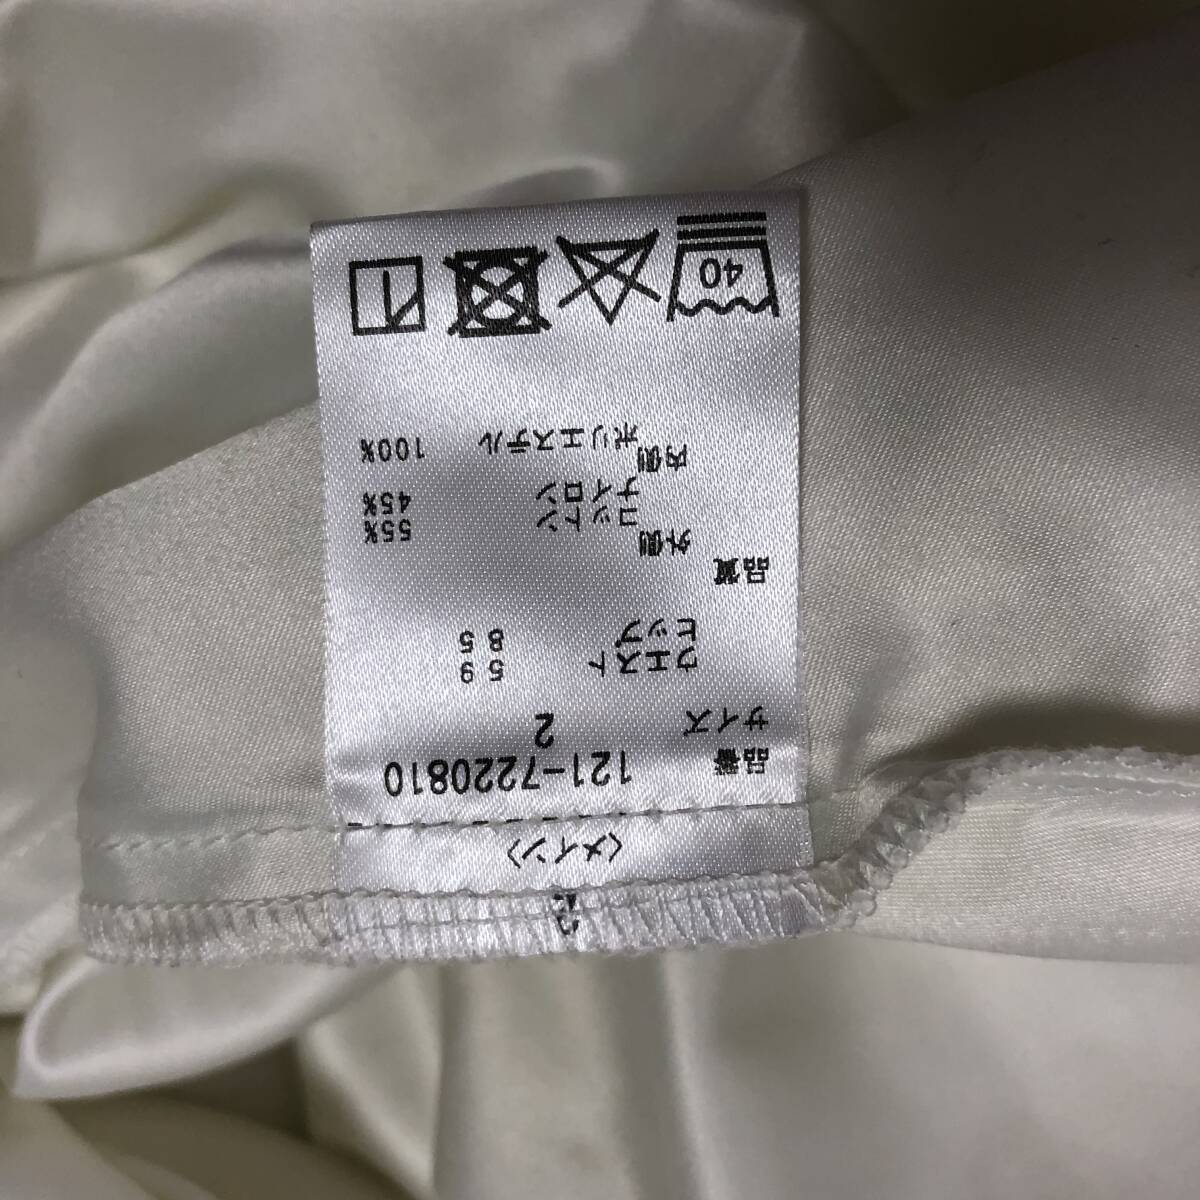 〈メイン〉
品番 121-7220810
サイズ 2
ウエスト 59
ヒップ 85
品質
外側
コットン 55%
ナイロン 45%
内側
ポリエステル 100%
40